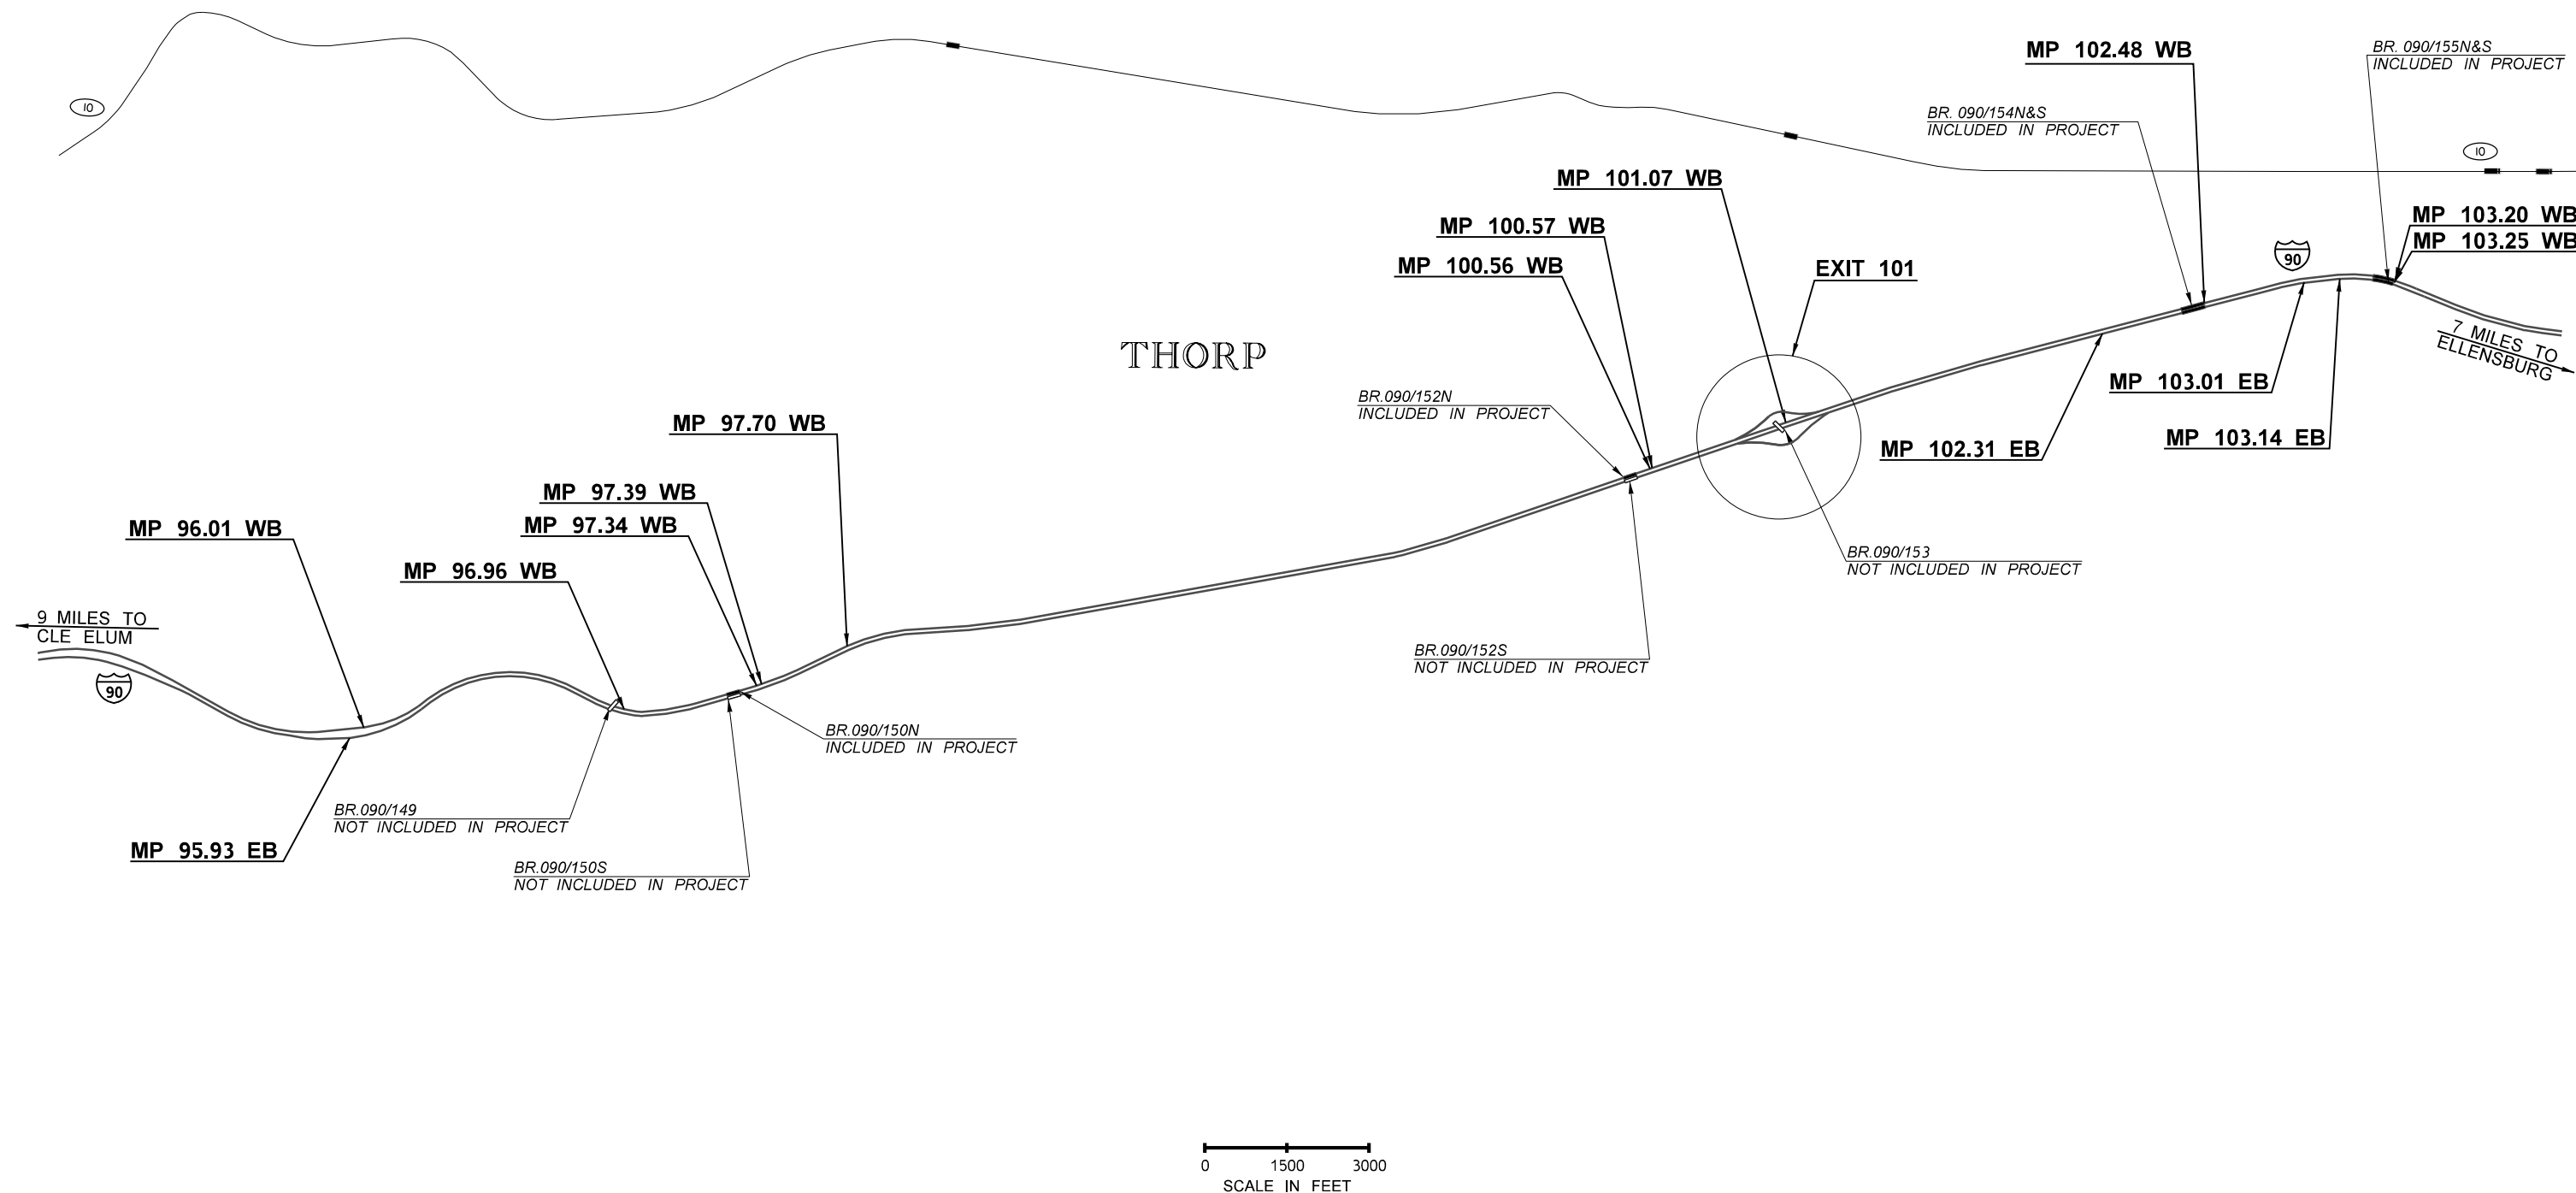 MP 102.48 WB
BR. 090/155N&S
INCLUDED IN PROJECT
10
BR. 090/154N&S
INCLUDED IN PROJECT
10
MP 101.07 WB
MP 103.20 WB
MP 103.25 WB
MP 100.57 WB
MP 100.56 WB
EXIT 101
90
THORP
7 MILES TO
ELLENSBURG
MP 103.01 EB
BR.090/152N
INCLUDED IN PROJECT
MP 97.70 WB
MP 103.14 EB
MP 102.31 EB
MP 97.39 WB
MP 97.34 WB
MP 96.01 WB
BR.090/153
NOT INCLUDED IN PROJECT
MP 96.96 WB
9 MILES TO
CLE ELUM
BR.090/152S
NOT INCLUDED IN PROJECT
90
BR.090/150N
INCLUDED IN PROJECT
BR.090/149
NOT INCLUDED IN PROJECT
MP 95.93 EB
BR.090/150S
NOT INCLUDED IN PROJECT
0 1500 3000
SCALE IN FEET